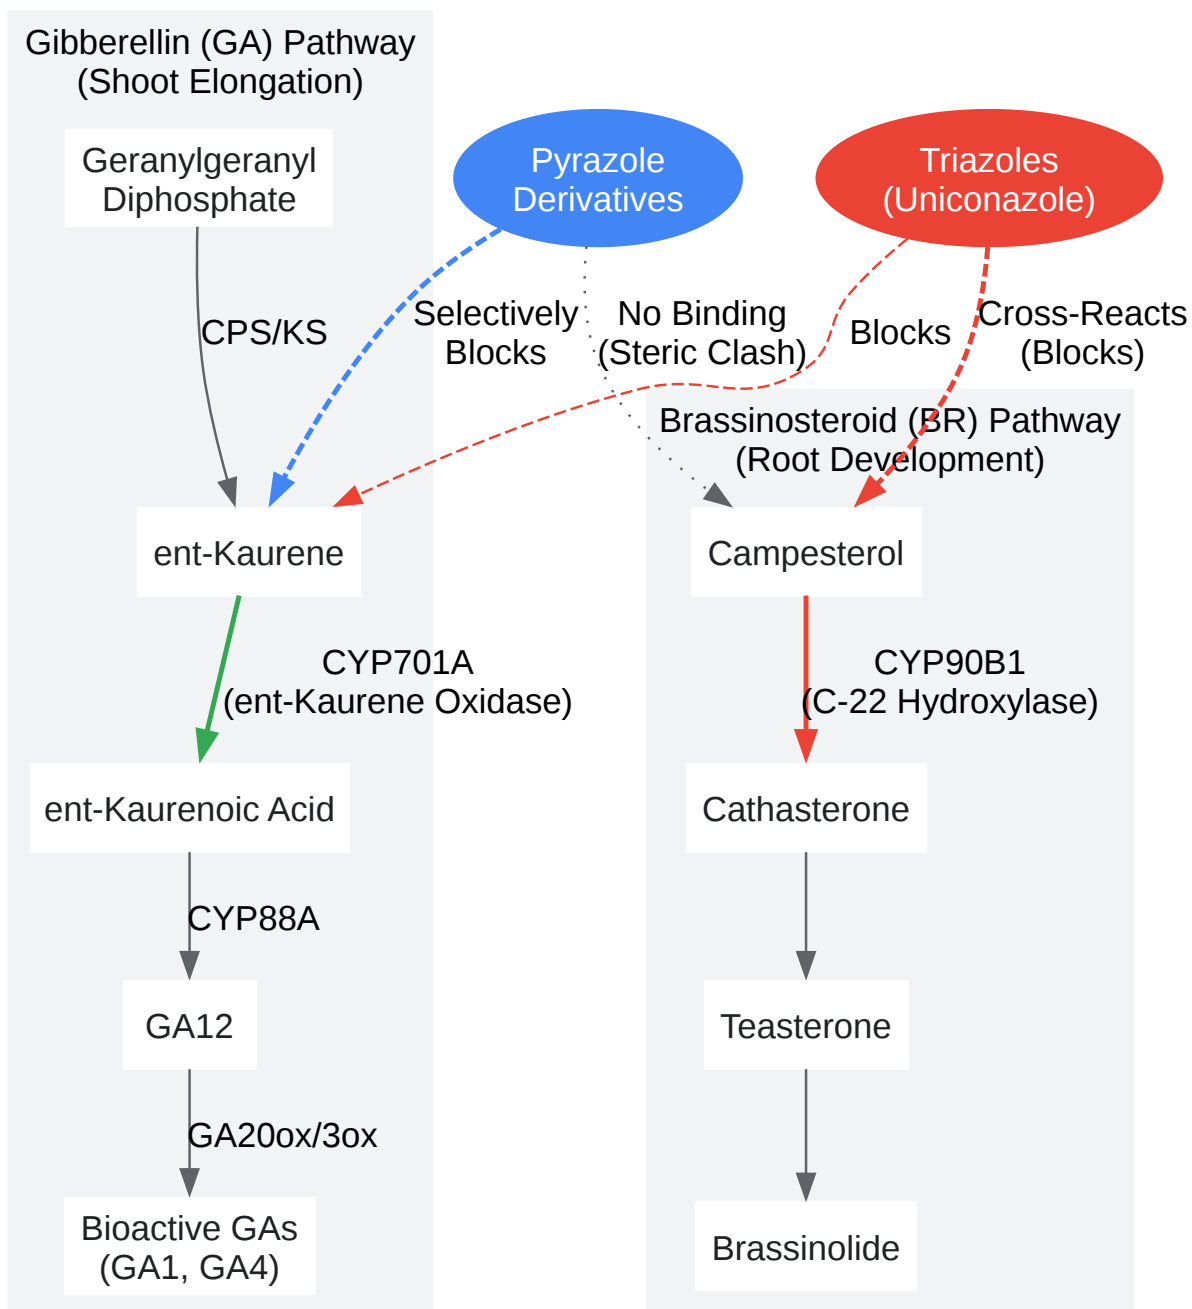 Gibberellin (GA) Pathway
(Shoot Elongation)
Geranylgeranyl
Diphosphate
Pyrazole
Derivatives
Triazoles
(Uniconazole)
CPS/KS
Selectively
Blocks
No Binding
(Steric Clash)
Blocks
Cross-Reacts
(Blocks)
Brassinosteroid (BR) Pathway
(Root Development)
ent-Kaurene
Campesterol
CYP701A
(ent-Kaurene Oxidase)
CYP90B1
(C-22 Hydroxylase)
ent-Kaurenoic Acid
Cathasterone
CYP88A
GA12
Teasterone
GA20ox/3ox
Bioactive GAs
(GA1, GA4)
Brassinolide